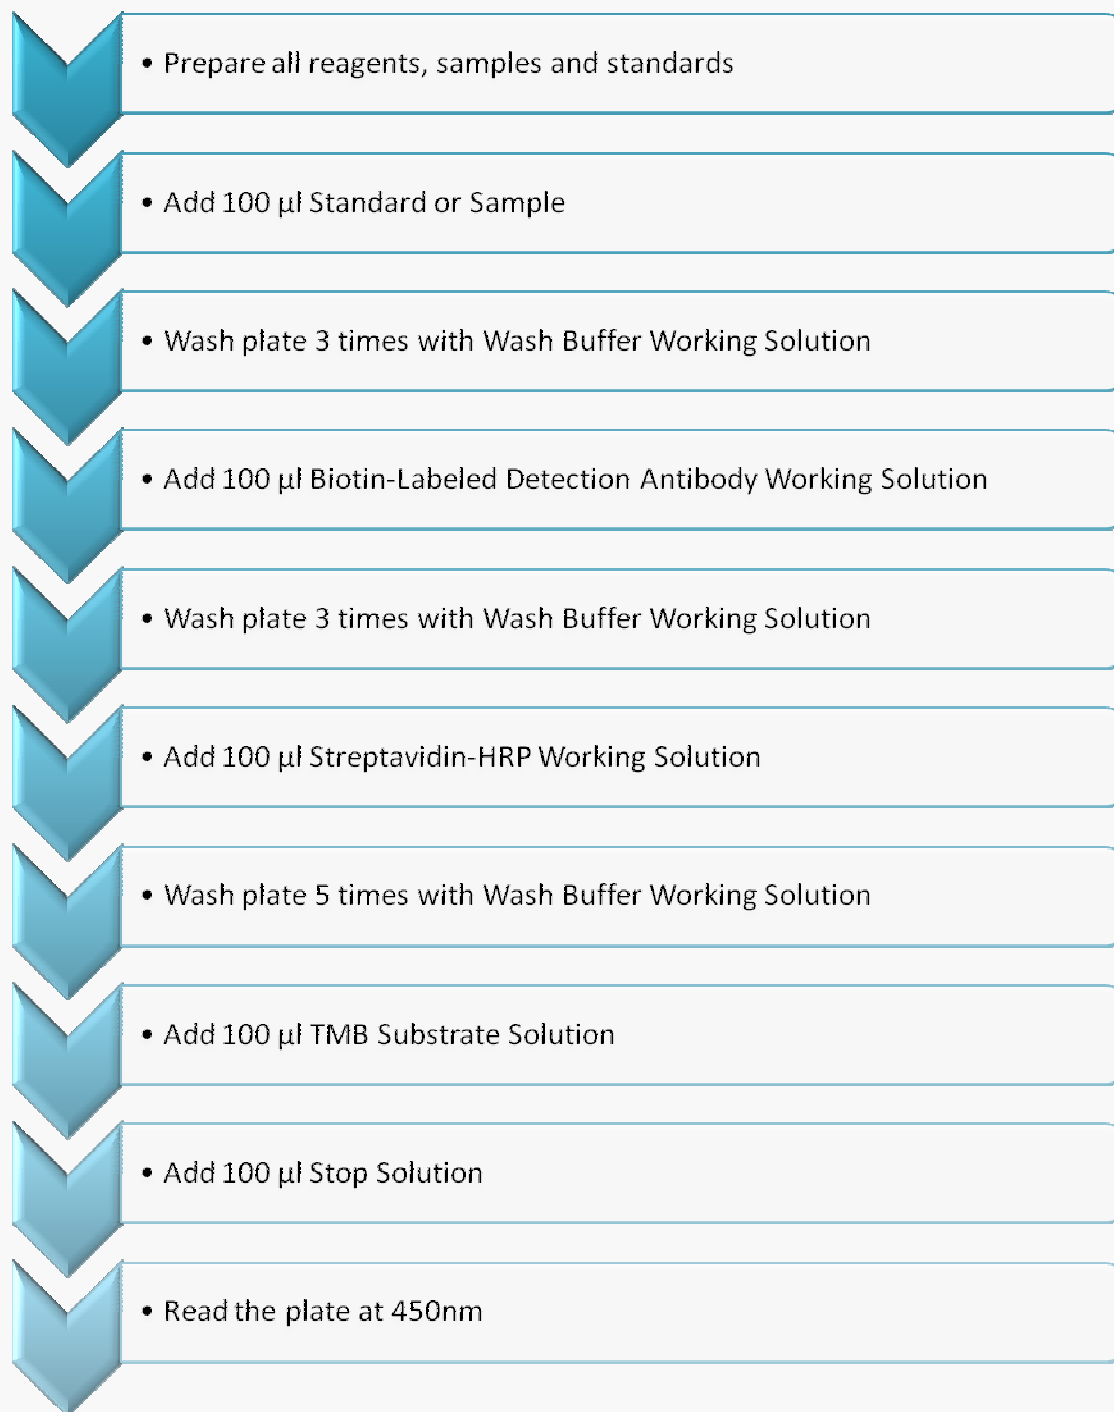 • Prepare all reagents, samples and standards
• Add 100 µl Standard or Sample
• Wash plate 3 times with Wash Buffer Working Solution
• Add 100 µl Biotin-Labeled Detection Antibody Working Solution
• Wash plate 3 times with Wash Buffer Working Solution
• Add 100 µl Streptavidin-HRP Working Solution
• Wash plate 5 times with Wash Buffer Working Solution
• Add 100 µl TMB Substrate Solution
• Add 100 µl Stop Solution
• Read the plate at 450nm